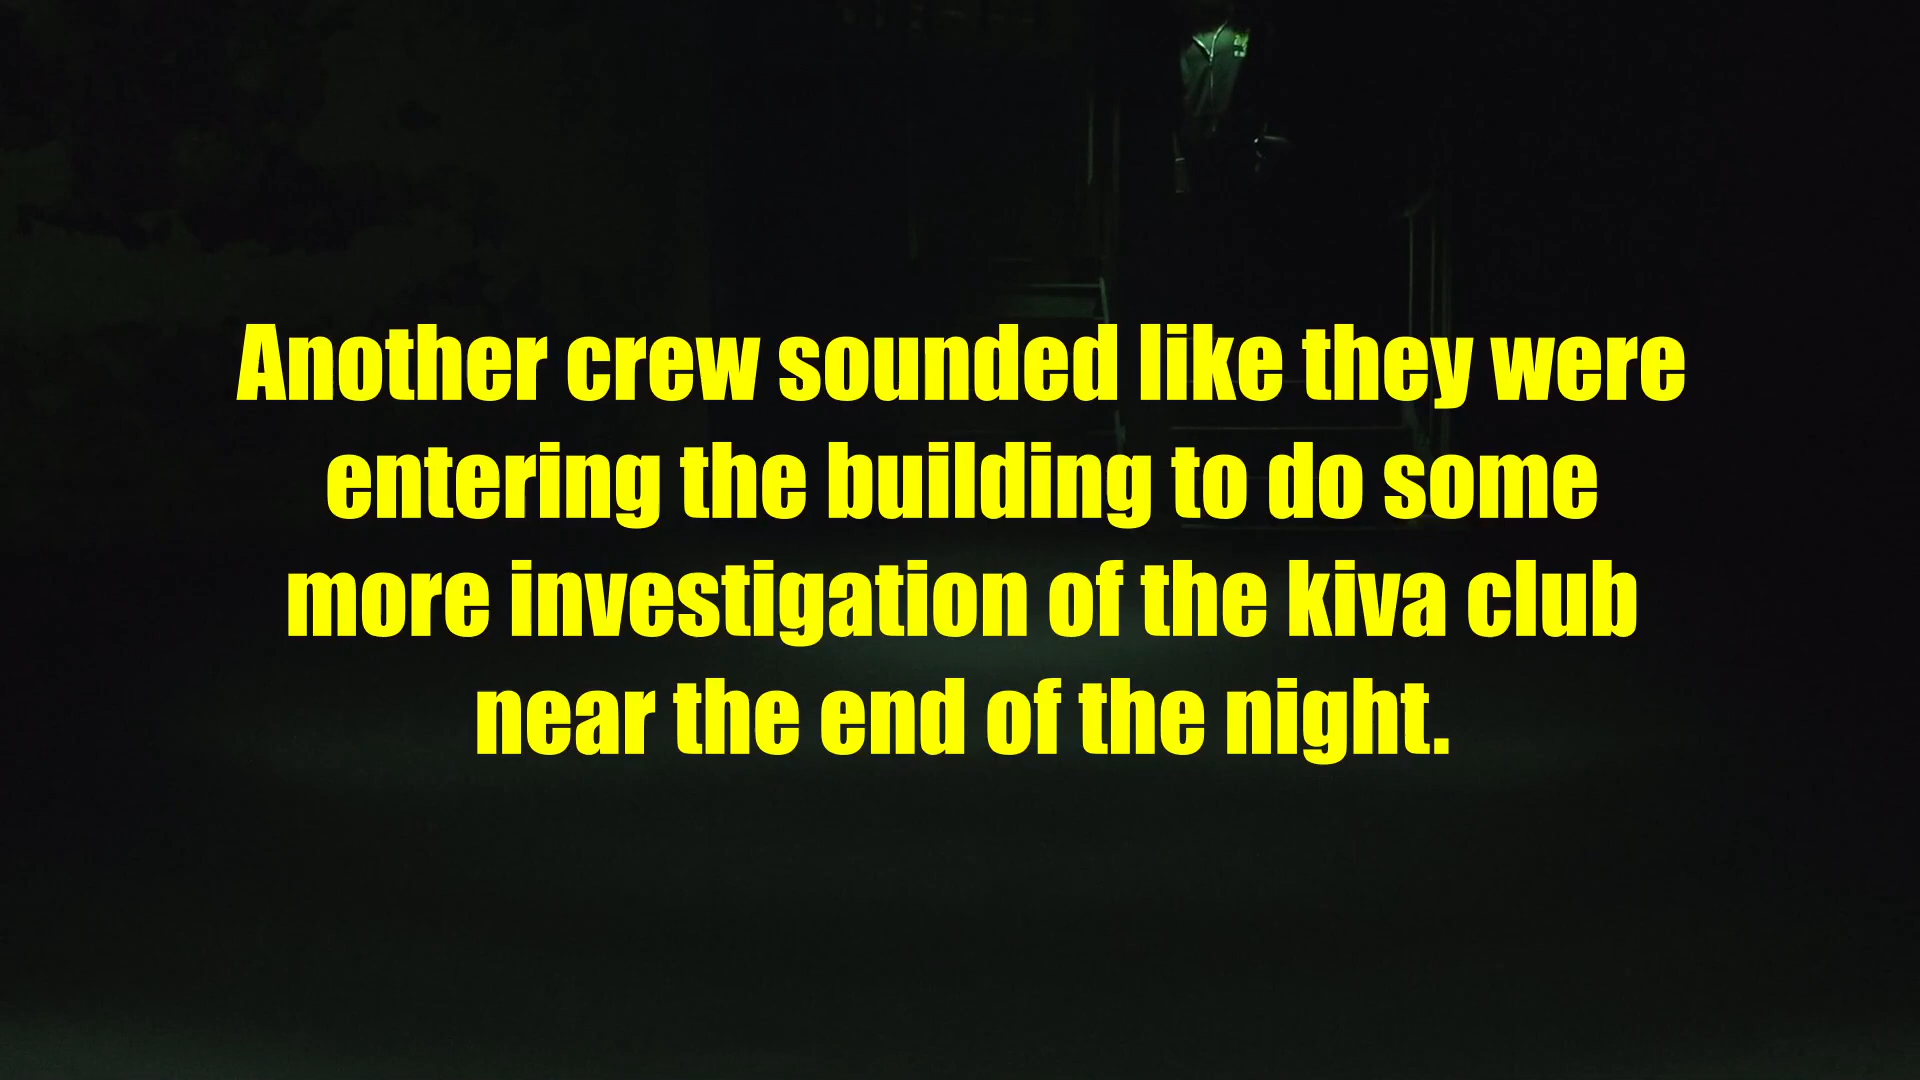 Another crew sounded like they were
entering the building to do some
more investigation of the kiva club
near the end of the night.